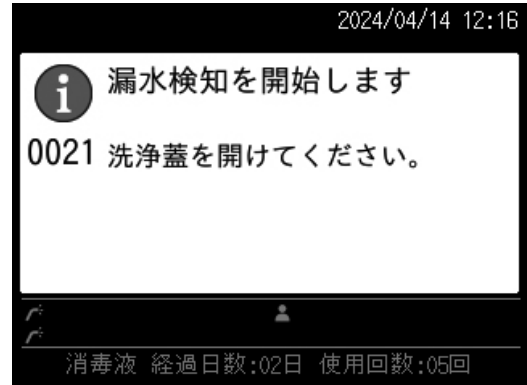 2024/04/14 12:16
漏水検知を開始します
0021 洗浄蓋を開けてください。
消毒液 経過日数:02日 使用回数:05回